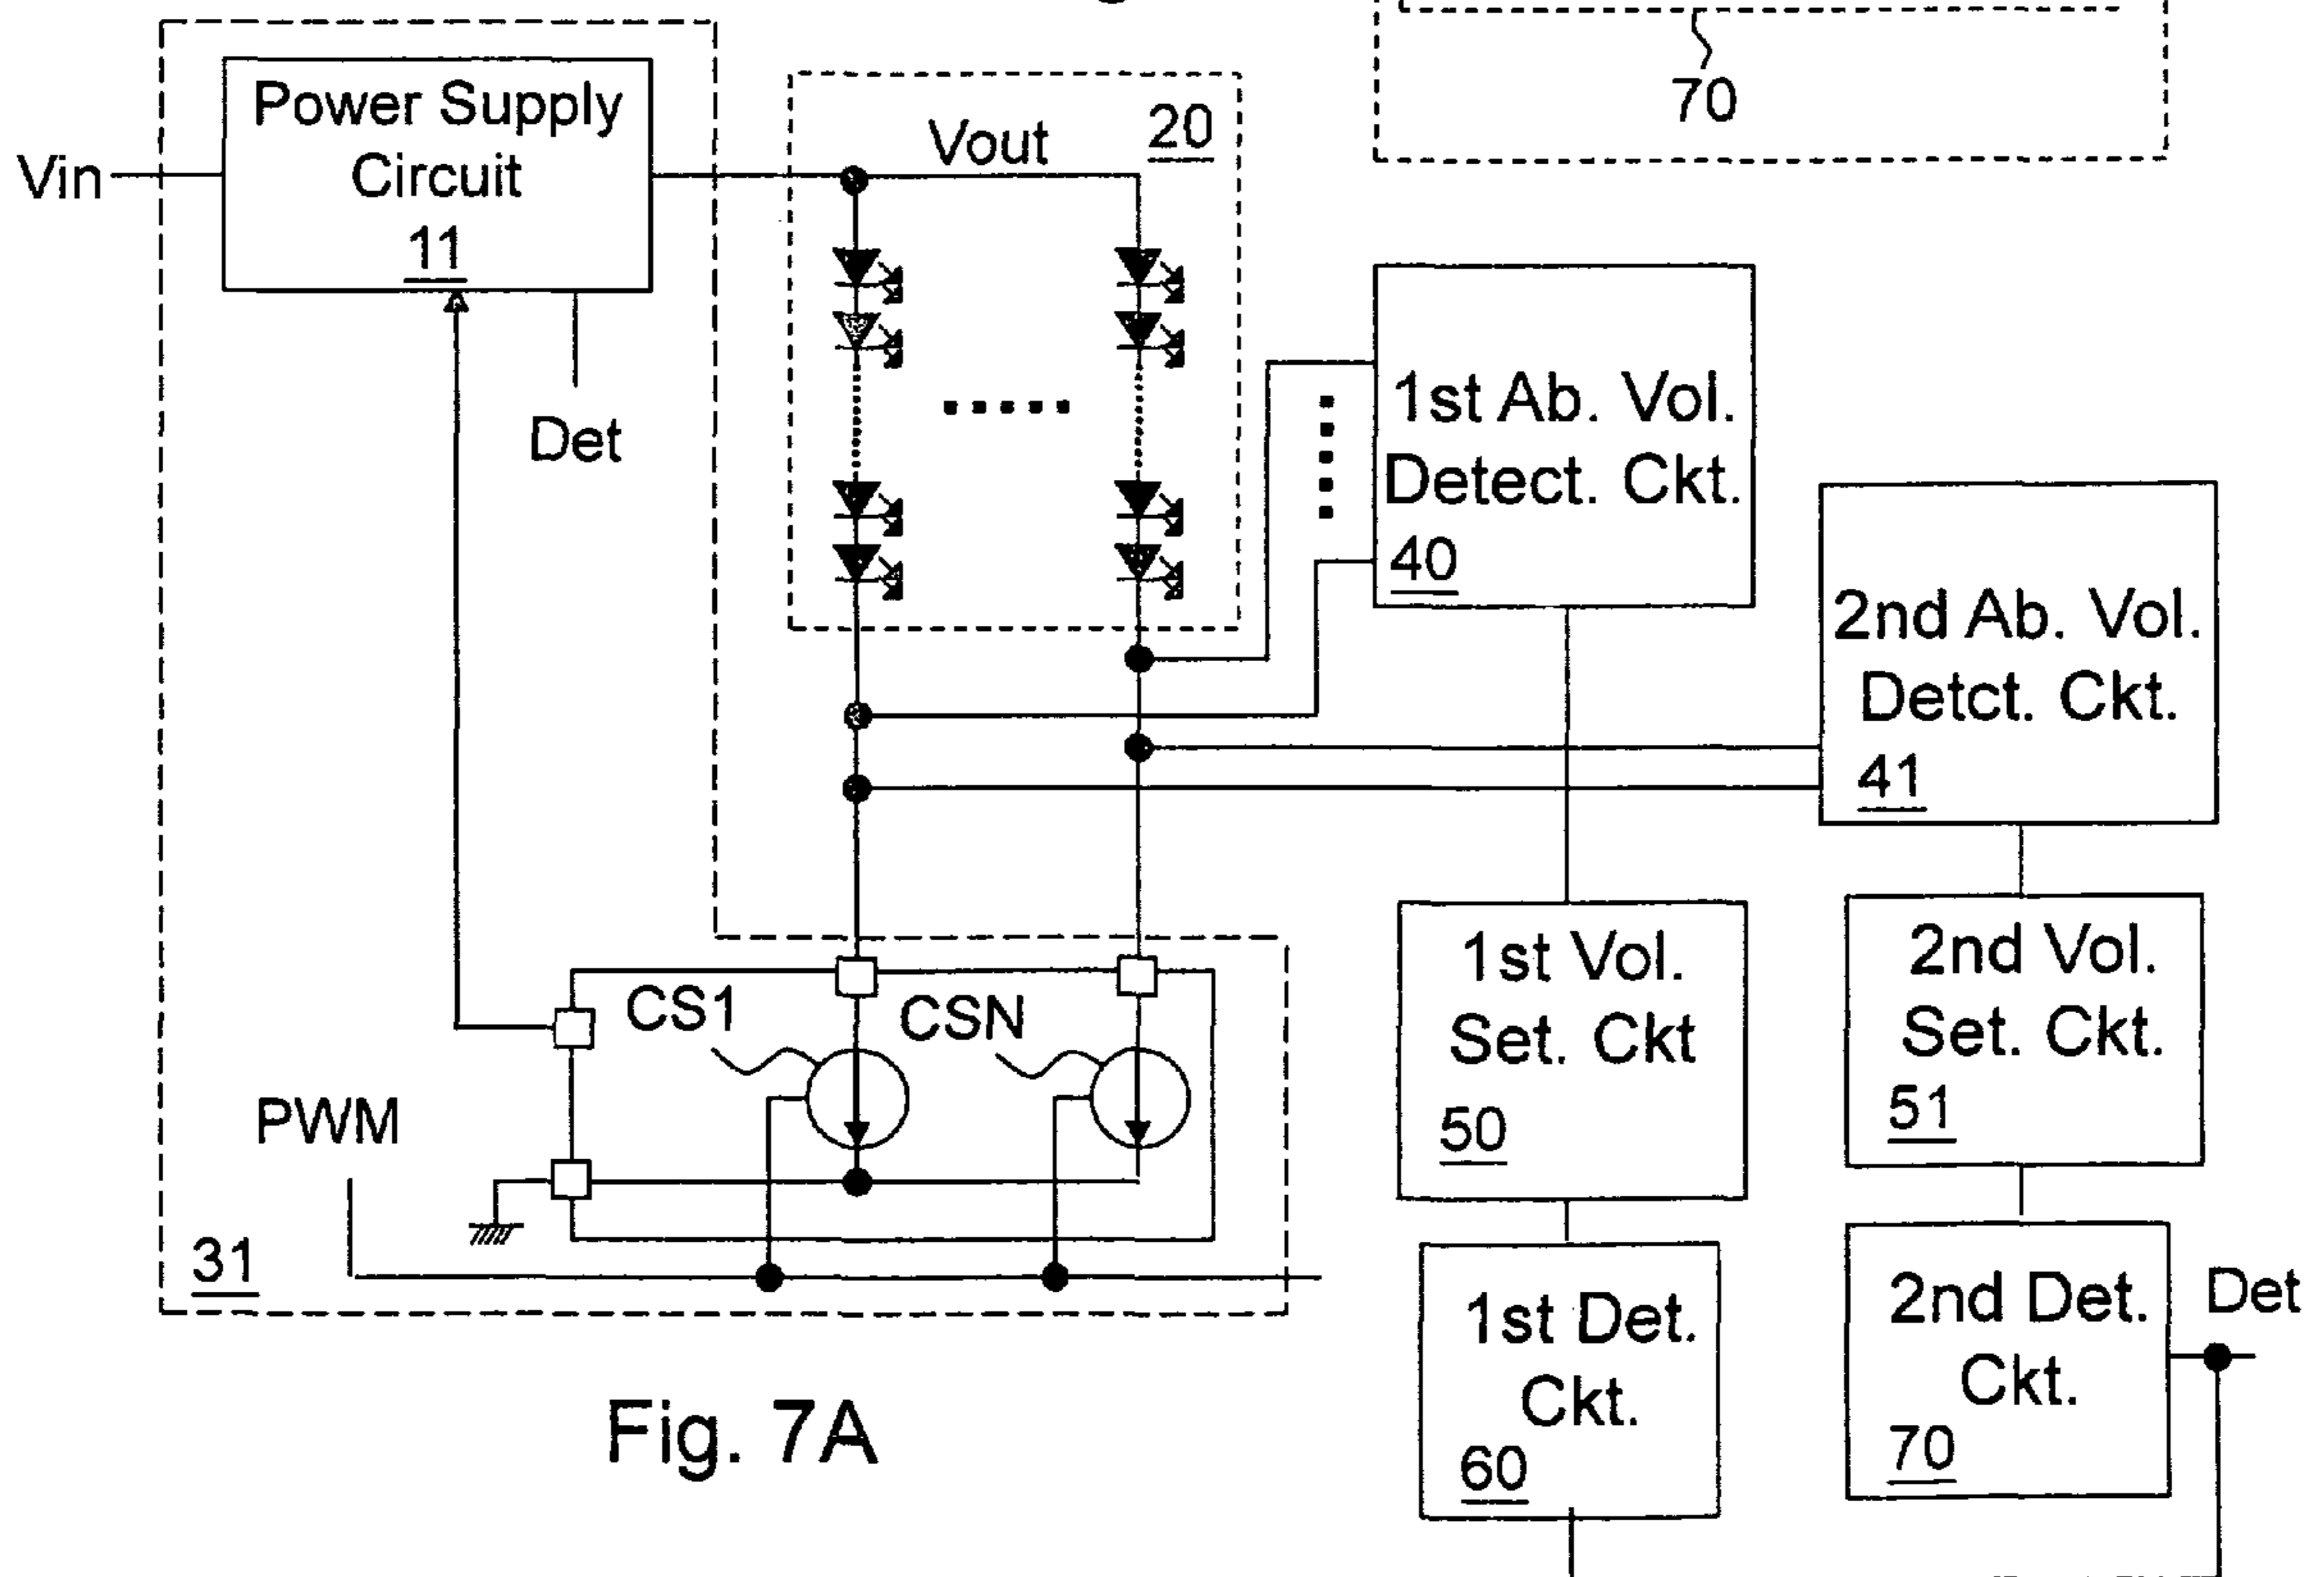 70
Power Supply
Circuit
11
Vin
Vout
20
Det
1st Ab. Vol.
Detect. Ckt.
40
2nd Ab. Vol.
Detct. Ckt.
41
CS1
CSN
PWM
31
1st Vol.
Set. Ckt
50
2nd Vol.
Set. Ckt.
51
1st Det.
Ckt.
60
2nd Det.
Ckt.
70
Det
Fig. 7A